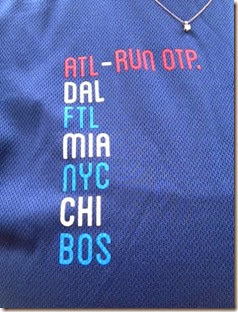 ATL-RUN OTP.
DAL
FTL
MIA
NYC
CHI
BOS